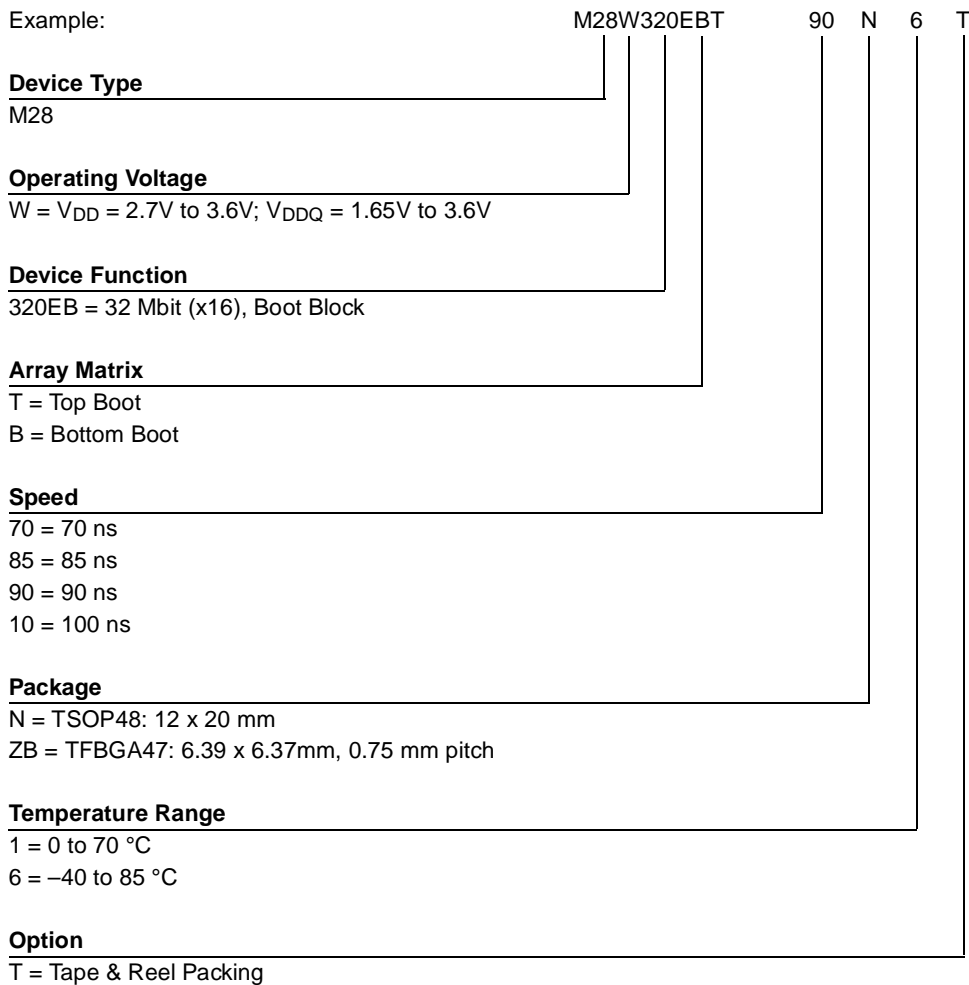 Example: M28W320EBT 90 N 6 T
Device Type
M28
Operating Voltage
W = VDD = 2.7V to 3.6V; VDDQ = 1.65V to 3.6V
Device Function
320EB = 32 Mbit (x16), Boot Block
Array Matrix
T = Top Boot
B = Bottom Boot
Speed
70 = 70 ns
85 = 85 ns
90 = 90 ns
10 = 100 ns
Package
N = TSOP48: 12 x 20 mm
ZB = TFBGA47: 6.39 x 6.37mm, 0.75 mm pitch
Temperature Range
1 = 0 to 70 °C
6 = –40 to 85 °C
Option
T = Tape & Reel Packing